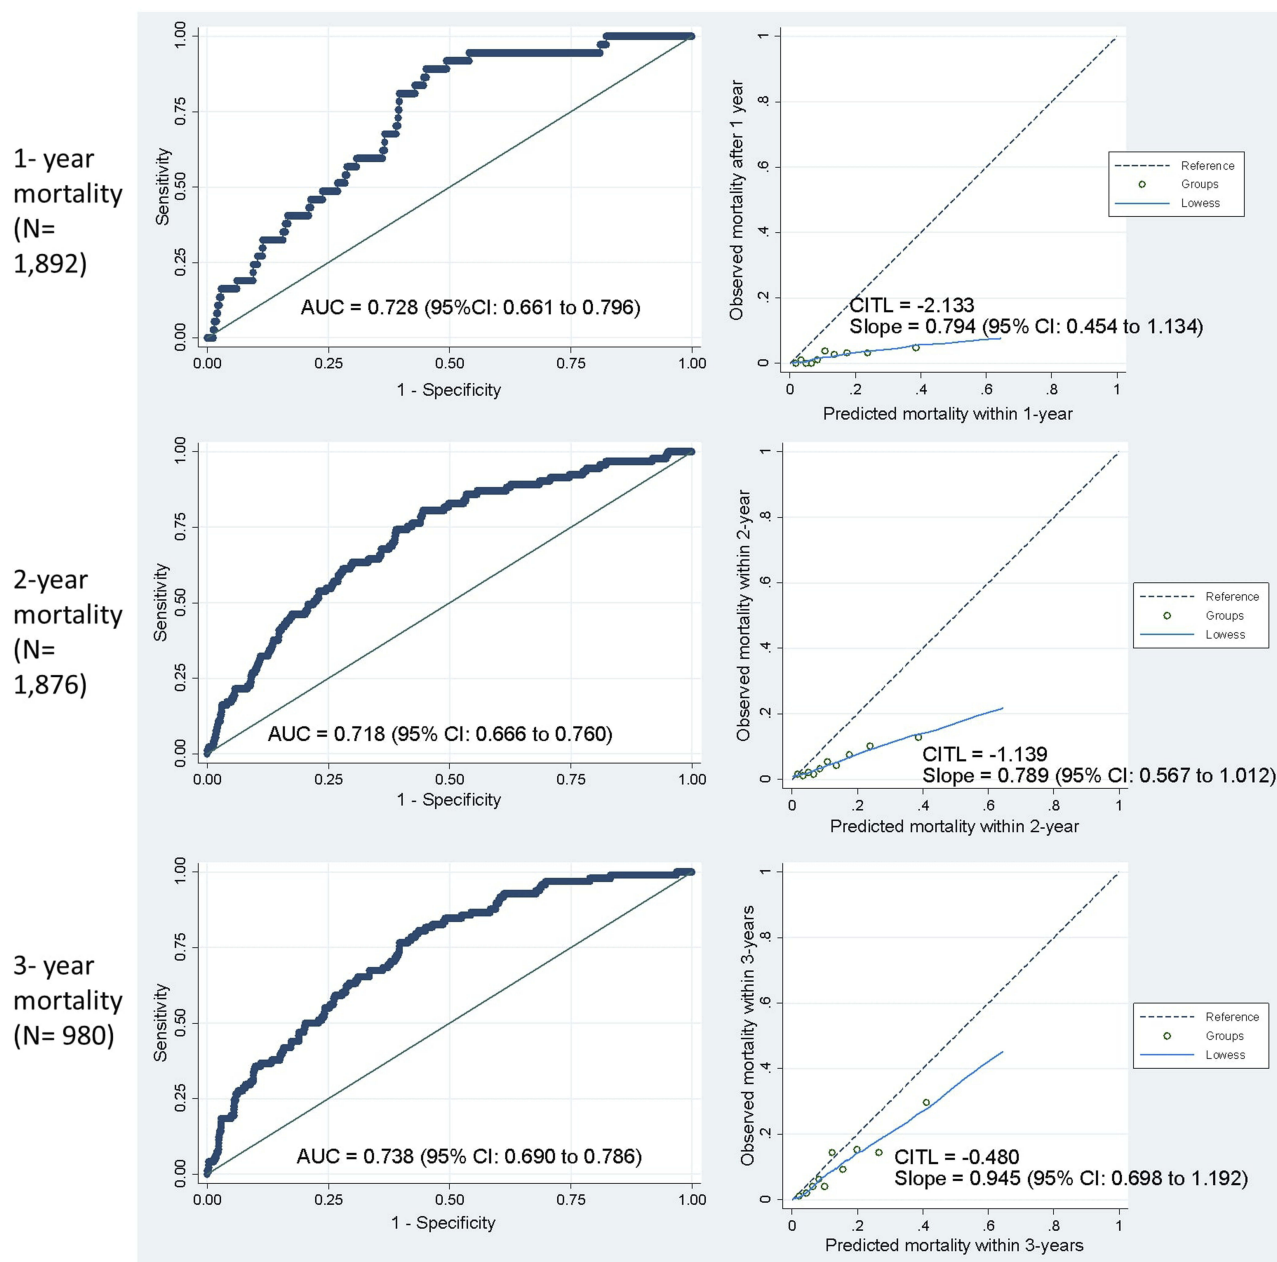 1- year
mortality
(N=
1,892)
Sensitivity
1.00
0.75
0.50
0.25
0.00
AUC = 0.728 (95%CI: 0.661 to 0.796)
0.00 0.25 0.50 0.75 1.00
1 - Specificity
Observed mortality after 1 year
1
.8
.6
.4
.2
0
CITL = -2.133
Slope = 0.794 (95% CI: 0.454 to 1.134)
0 .2 .4 .6 .8 1
Predicted mortality within 1-year
Reference
Groups
Lowess
2-year
mortality
(N=
1,876)
Sensitivity
1.00
0.75
0.50
0.25
0.00
AUC = 0.718 (95% CI: 0.666 to 0.760)
0.00 0.25 0.50 0.75 1.00
1 - Specificity
Observed mortality within 2-year
1
.8
.6
.4
.2
0
CITL = -1.139
Slope = 0.789 (95% CI: 0.567 to 1.012)
0 .2 .4 .6 .8 1
Predicted mortality within 2-year
Reference
Groups
Lowess
3- year
mortality
(N= 980)
Sensitivity
1.00
0.75
0.50
0.25
0.00
AUC = 0.738 (95% CI: 0.690 to 0.786)
0.00 0.25 0.50 0.75 1.00
1 - Specificity
Observed mortality within 3-years
1
.8
.6
.4
.2
0
CITL = -0.480
Slope = 0.945 (95% CI: 0.698 to 1.192)
0 .2 .4 .6 .8 1
Predicted mortality within 3-years
Reference
Groups
Lowess